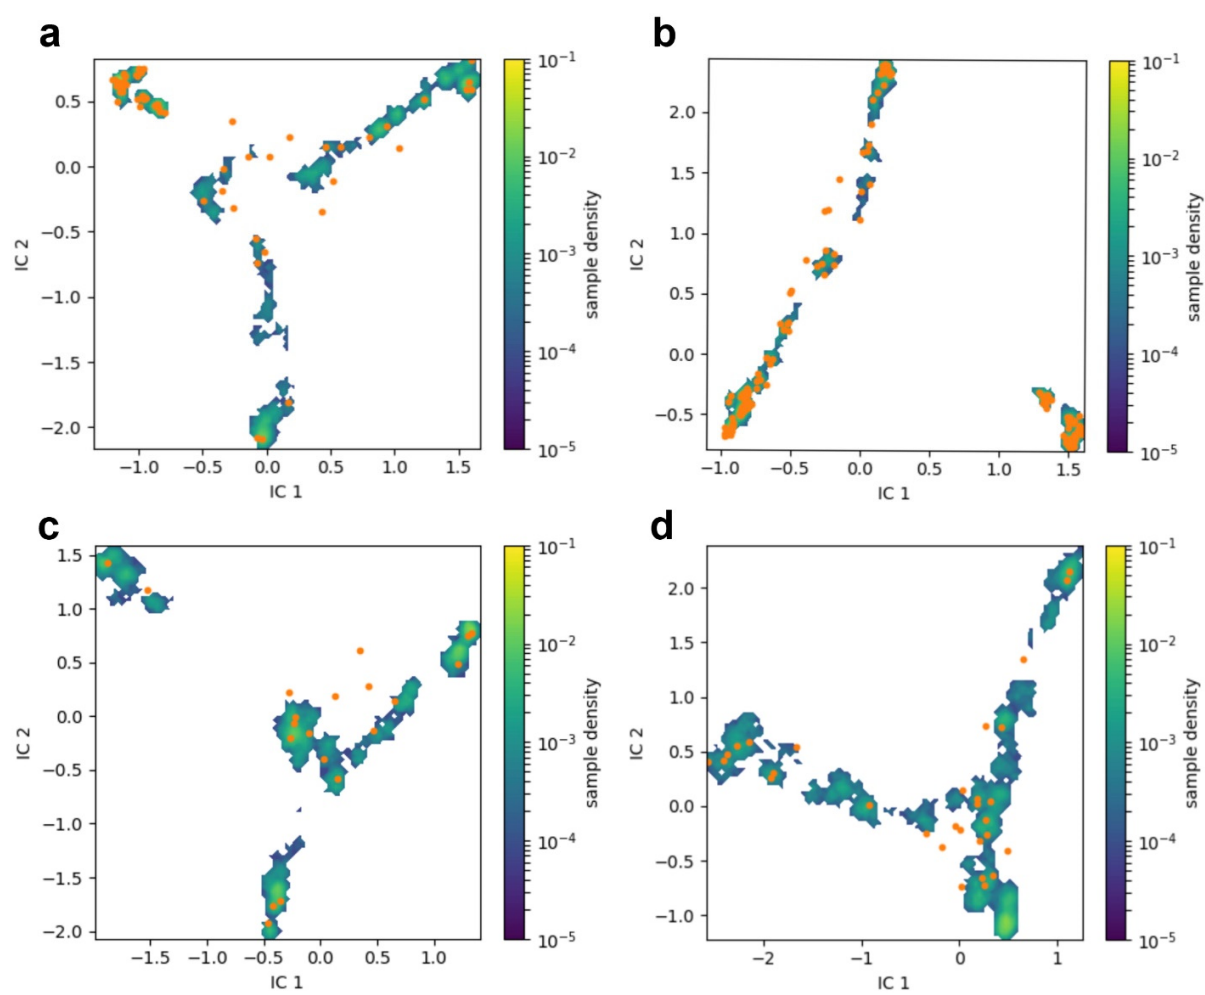 a
0.5
0.0
−0.5
−1.0
−1.5
−2.0
IC 2
−1.0 −0.5 0.0 0.5 1.0 1.5
IC 1
10⁻¹
10⁻²
10⁻³
10⁻⁴
10⁻⁵
sample density
b
2.0
1.5
1.0
0.5
0.0
−0.5
IC 2
−1.0 −0.5 0.0 0.5 1.0 1.5
IC 1
10⁻¹
10⁻²
10⁻³
10⁻⁴
10⁻⁵
sample density
c
1.5
1.0
0.5
0.0
−0.5
−1.0
−1.5
−2.0
IC 2
−1.5 −1.0 −0.5 0.0 0.5 1.0
IC 1
10⁻¹
10⁻²
10⁻³
10⁻⁴
10⁻⁵
sample density
d
2.0
1.5
1.0
0.5
0.0
−0.5
−1.0
IC 2
−2 −1 0 1
IC 1
10⁻¹
10⁻²
10⁻³
10⁻⁴
10⁻⁵
sample density